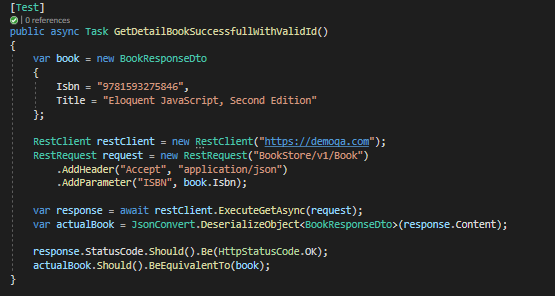 [Test]
| 0 references
public async Task GetDetailBookSuccessfullWithValidId()
{
    var book = new BookResponseDto
    {
        Isbn = "9781593275846",
        Title = "Eloquent JavaScript, Second Edition"
    };
    RestClient restClient = new RestClient("https://demoqa.com");
    RestRequest request = new RestRequest("BookStore/v1/Book")
        .AddHeader("Accept", "application/json")
        .AddParameter("ISBN", book.Isbn);
    var response = await restClient.ExecuteGetAsync(request);
    var actualBook = JsonConvert.DeserializeObject<BookResponseDto>(response.Content);
    response.StatusCode.Should().Be(HttpStatusCode.OK);
    actualBook.Should().BeEquivalentTo(book);
}